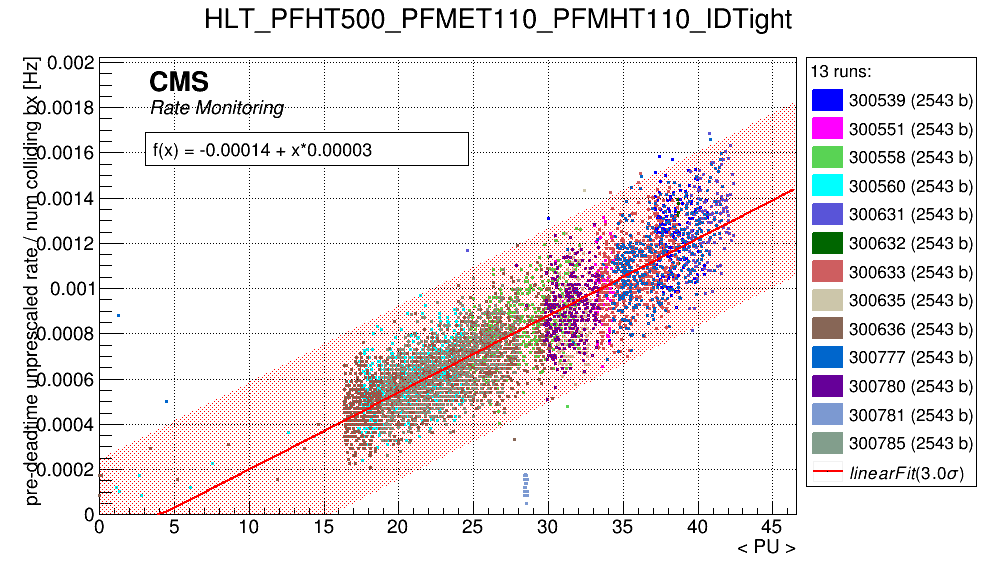 HLT_PFHT500_PFMET110_PFMHT110_IDTight
pre-deadtime unprescaled rate / num colliding bx [Hz]
0.002
0.0018
0.0016
0.0014
0.0012
0.001
0.0008
0.0006
0.0004
0.0002
0
CMS
Rate Monitoring
f(x) = -0.00014 + x*0.00003
0 5 10 15 20 25 30 35 40 45
< PU >
13 runs:
300539 (2543 b)
300551 (2543 b)
300558 (2543 b)
300560 (2543 b)
300631 (2543 b)
300632 (2543 b)
300633 (2543 b)
300635 (2543 b)
300636 (2543 b)
300777 (2543 b)
300780 (2543 b)
300781 (2543 b)
300785 (2543 b)
linearFit(3.0σ)